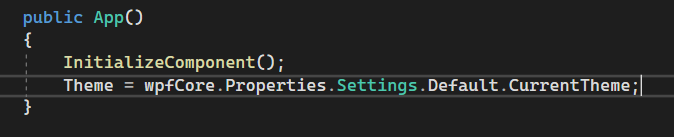 public App()
{
InitializeComponent();
Theme = wpfCore.Properties.Settings.Default.CurrentTheme;
}